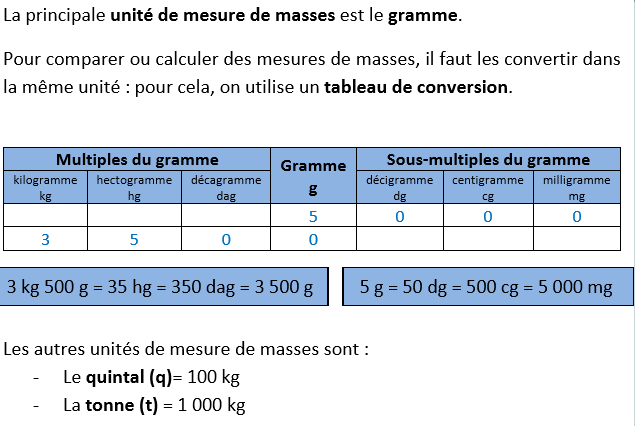 La principale unité de mesure de masses est le gramme.
Pour comparer ou calculer des mesures de masses, il faut les convertir dans
la même unité : pour cela, on utilise un tableau de conversion.
Multiples du gramme Gramme g Sous-multiples du gramme
kilogramme kg hectogramme hg décagramme dag décigramme dg centigramme cg milligramme mg
5 0 0 0
3 5 0 0
3 kg 500 g = 35 hg = 350 dag = 3 500 g
5 g = 50 dg = 500 cg = 5 000 mg
Les autres unités de mesure de masses sont :
- Le quintal (q)= 100 kg
- La tonne (t) = 1 000 kg